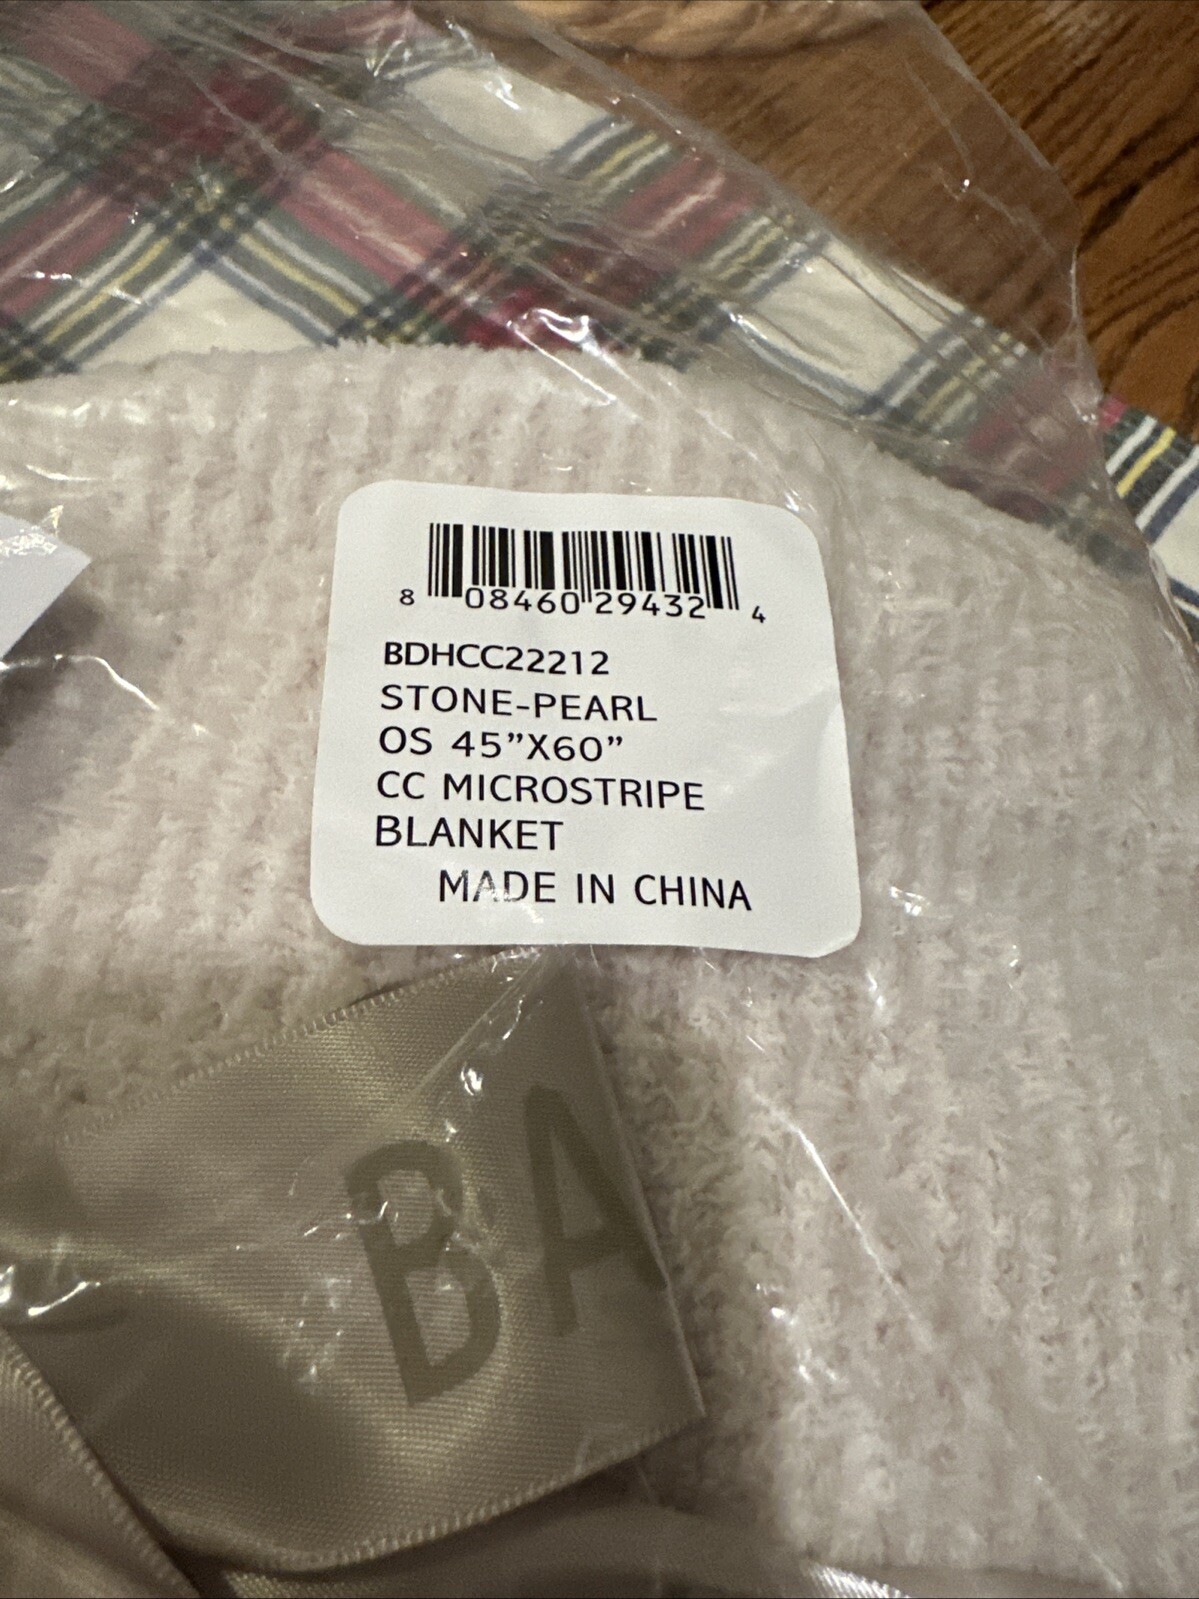 8 08460 29432 4
BDHCC22212
STONE-PEARL
OS 45”X60”
CC MICROSTRIPE
BLANKET
MADE IN CHINA
BA